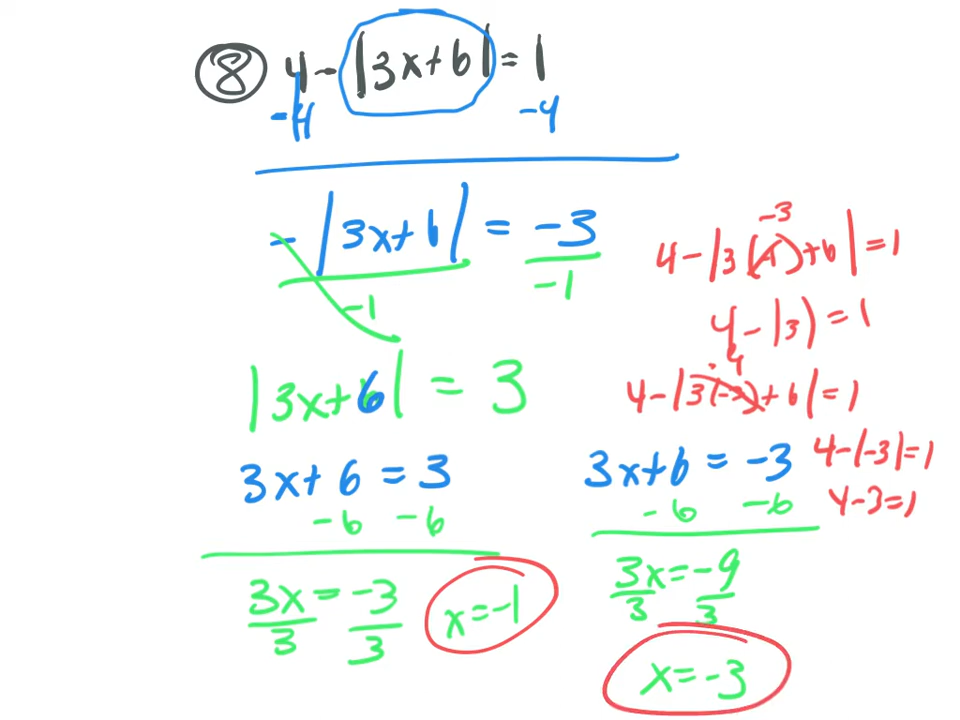 ⑧ 4 - |3x+6| = 1
-4 -4
- |3x+6| = -3
-1 -1
|3x+6| = 3
3x+6 = 3
-6 -6
3x = -3
3 3
x = -1
3x+6 = -3
-6 -6
3x = -9
3 3
x = -3
-3
4 - |3( )+6| = 1
4 - |3| = 1
4 - |3(-3)+6| = 1
4 - |-3| = 1
4 - 3 = 1